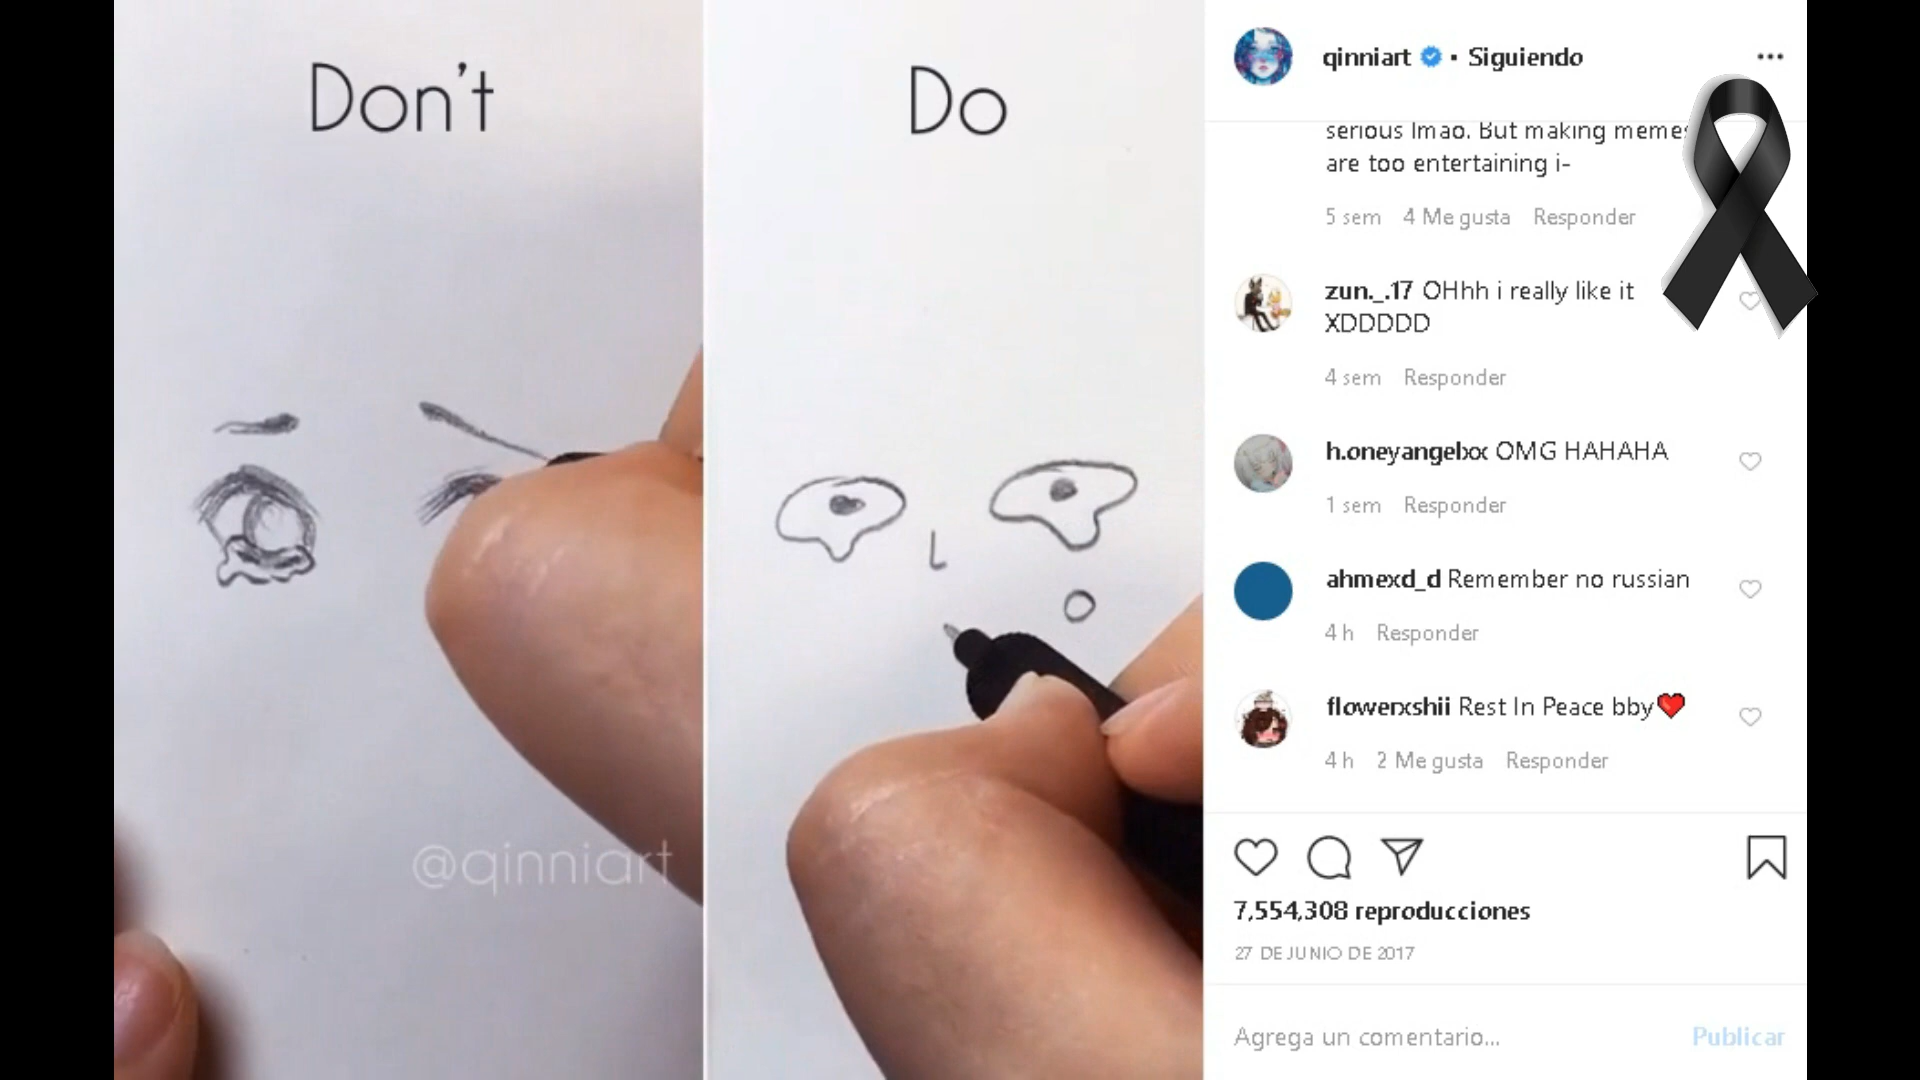 Don't
Do
@qinniart
qinniart • Siguiendo
serious lmao. But making memes
are too entertaining i-
5 sem 4 Me gusta Responder
zun._.17 OHhh i really like it
XDDDDD
4 sem Responder
h.oneyangelxx OMG HAHAHA
1 sem Responder
ahmexd_d Remember no russian
4 h Responder
flowerxshii Rest In Peace bby❤
4 h 2 Me gusta Responder
7,554,308 reproducciones
27 DE JUNIO DE 2017
Agrega un comentario... Publicar